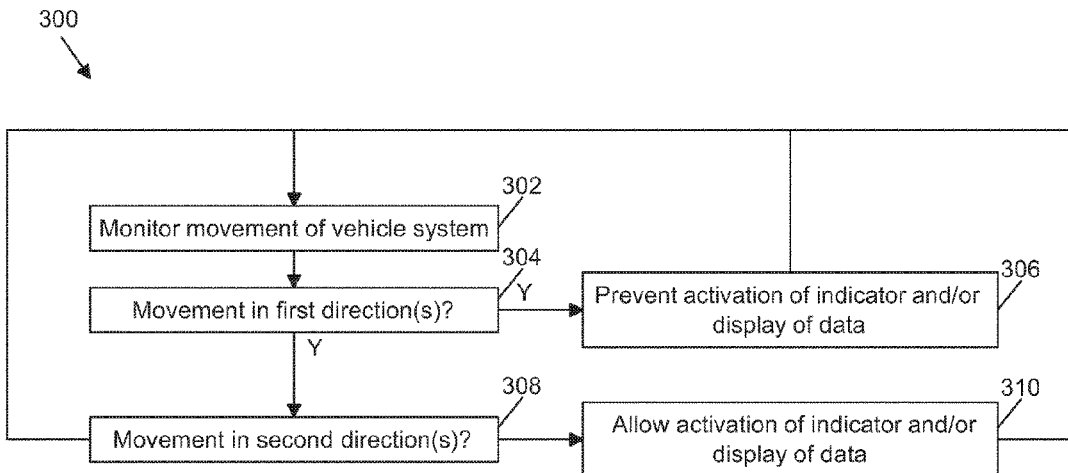 300
302
Monitor movement of vehicle system
304
Movement in first direction(s)?
Y
306
Prevent activation of indicator and/or
display of data
Y
308
Movement in second direction(s)?
310
Allow activation of indicator and/or
display of data